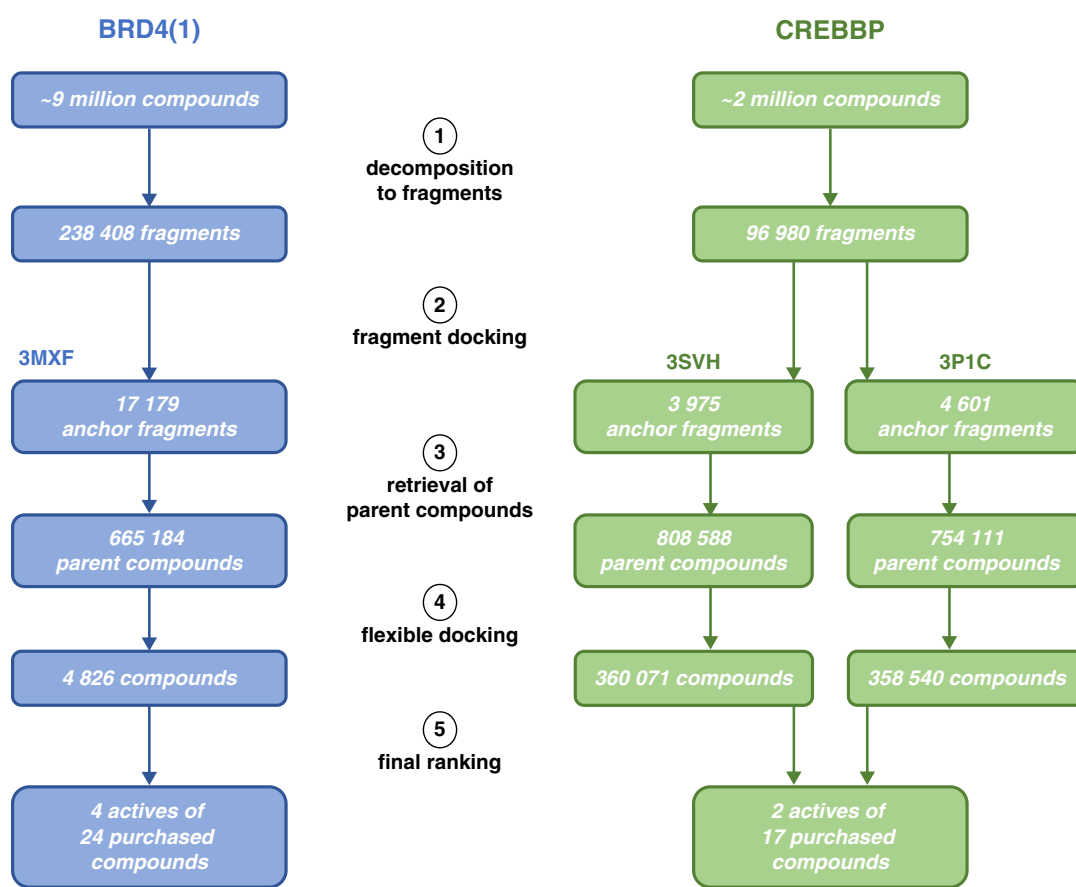 BRD4(1)
~9 million compounds
238 408 fragments
3MXF
17 179
anchor fragments
665 184
parent compounds
4 826 compounds
4 actives of
24 purchased
compounds
1
decomposition
to fragments
2
fragment docking
3
retrieval of
parent compounds
4
flexible docking
5
final ranking
CREBBP
~2 million compounds
96 980 fragments
3SVH
3 975
anchor fragments
808 588
parent compounds
360 071 compounds
3P1C
4 601
anchor fragments
754 111
parent compounds
358 540 compounds
2 actives of
17 purchased
compounds